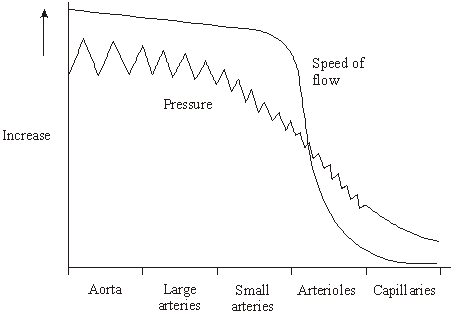 Speed of
flow
Pressure
Increase
Aorta
Large
arteries
Small
arteries
Arterioles
Capillaries